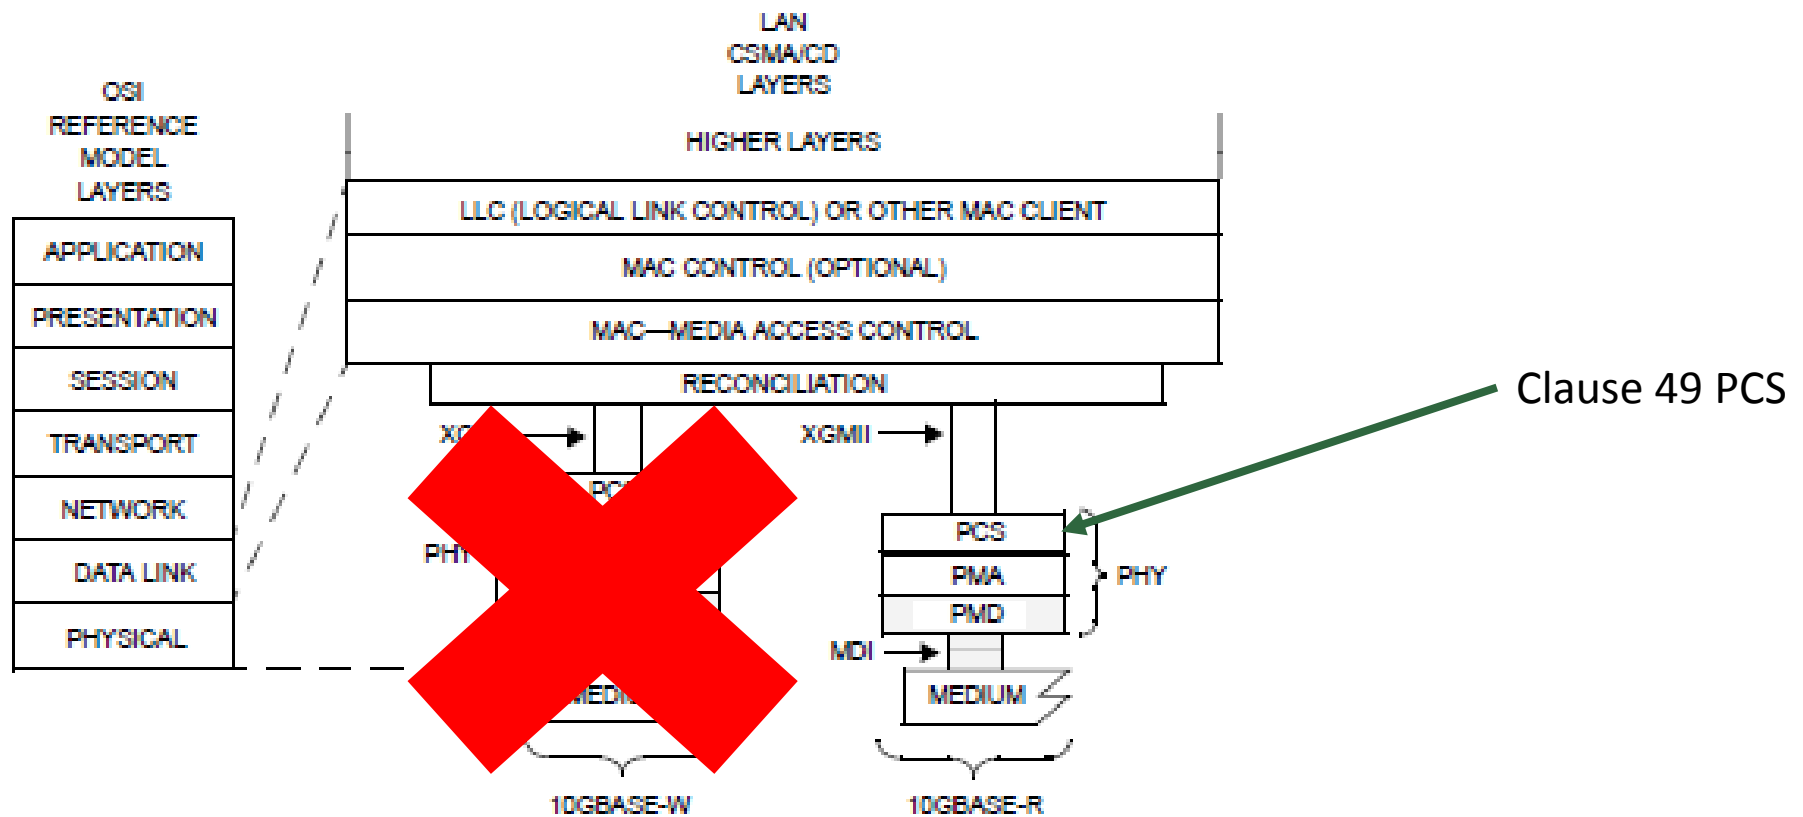 LAN
CSMA/CD
LAYERS
OSI
REFERENCE
MODEL
LAYERS
HIGHER LAYERS
LLC (LOGICAL LINK CONTROL) OR OTHER MAC CLIENT
APPLICATION
MAC CONTROL (OPTIONAL)
PRESENTATION
MAC—MEDIA ACCESS CONTROL
SESSION
RECONCILIATION
Clause 49 PCS
TRANSPORT
XGMII
NETWORK
PCS
DATA LINK
PHY
PMA
PHY
PMD
PHYSICAL
MDI
MEDIUM
10GBASE-W
10GBASE-R